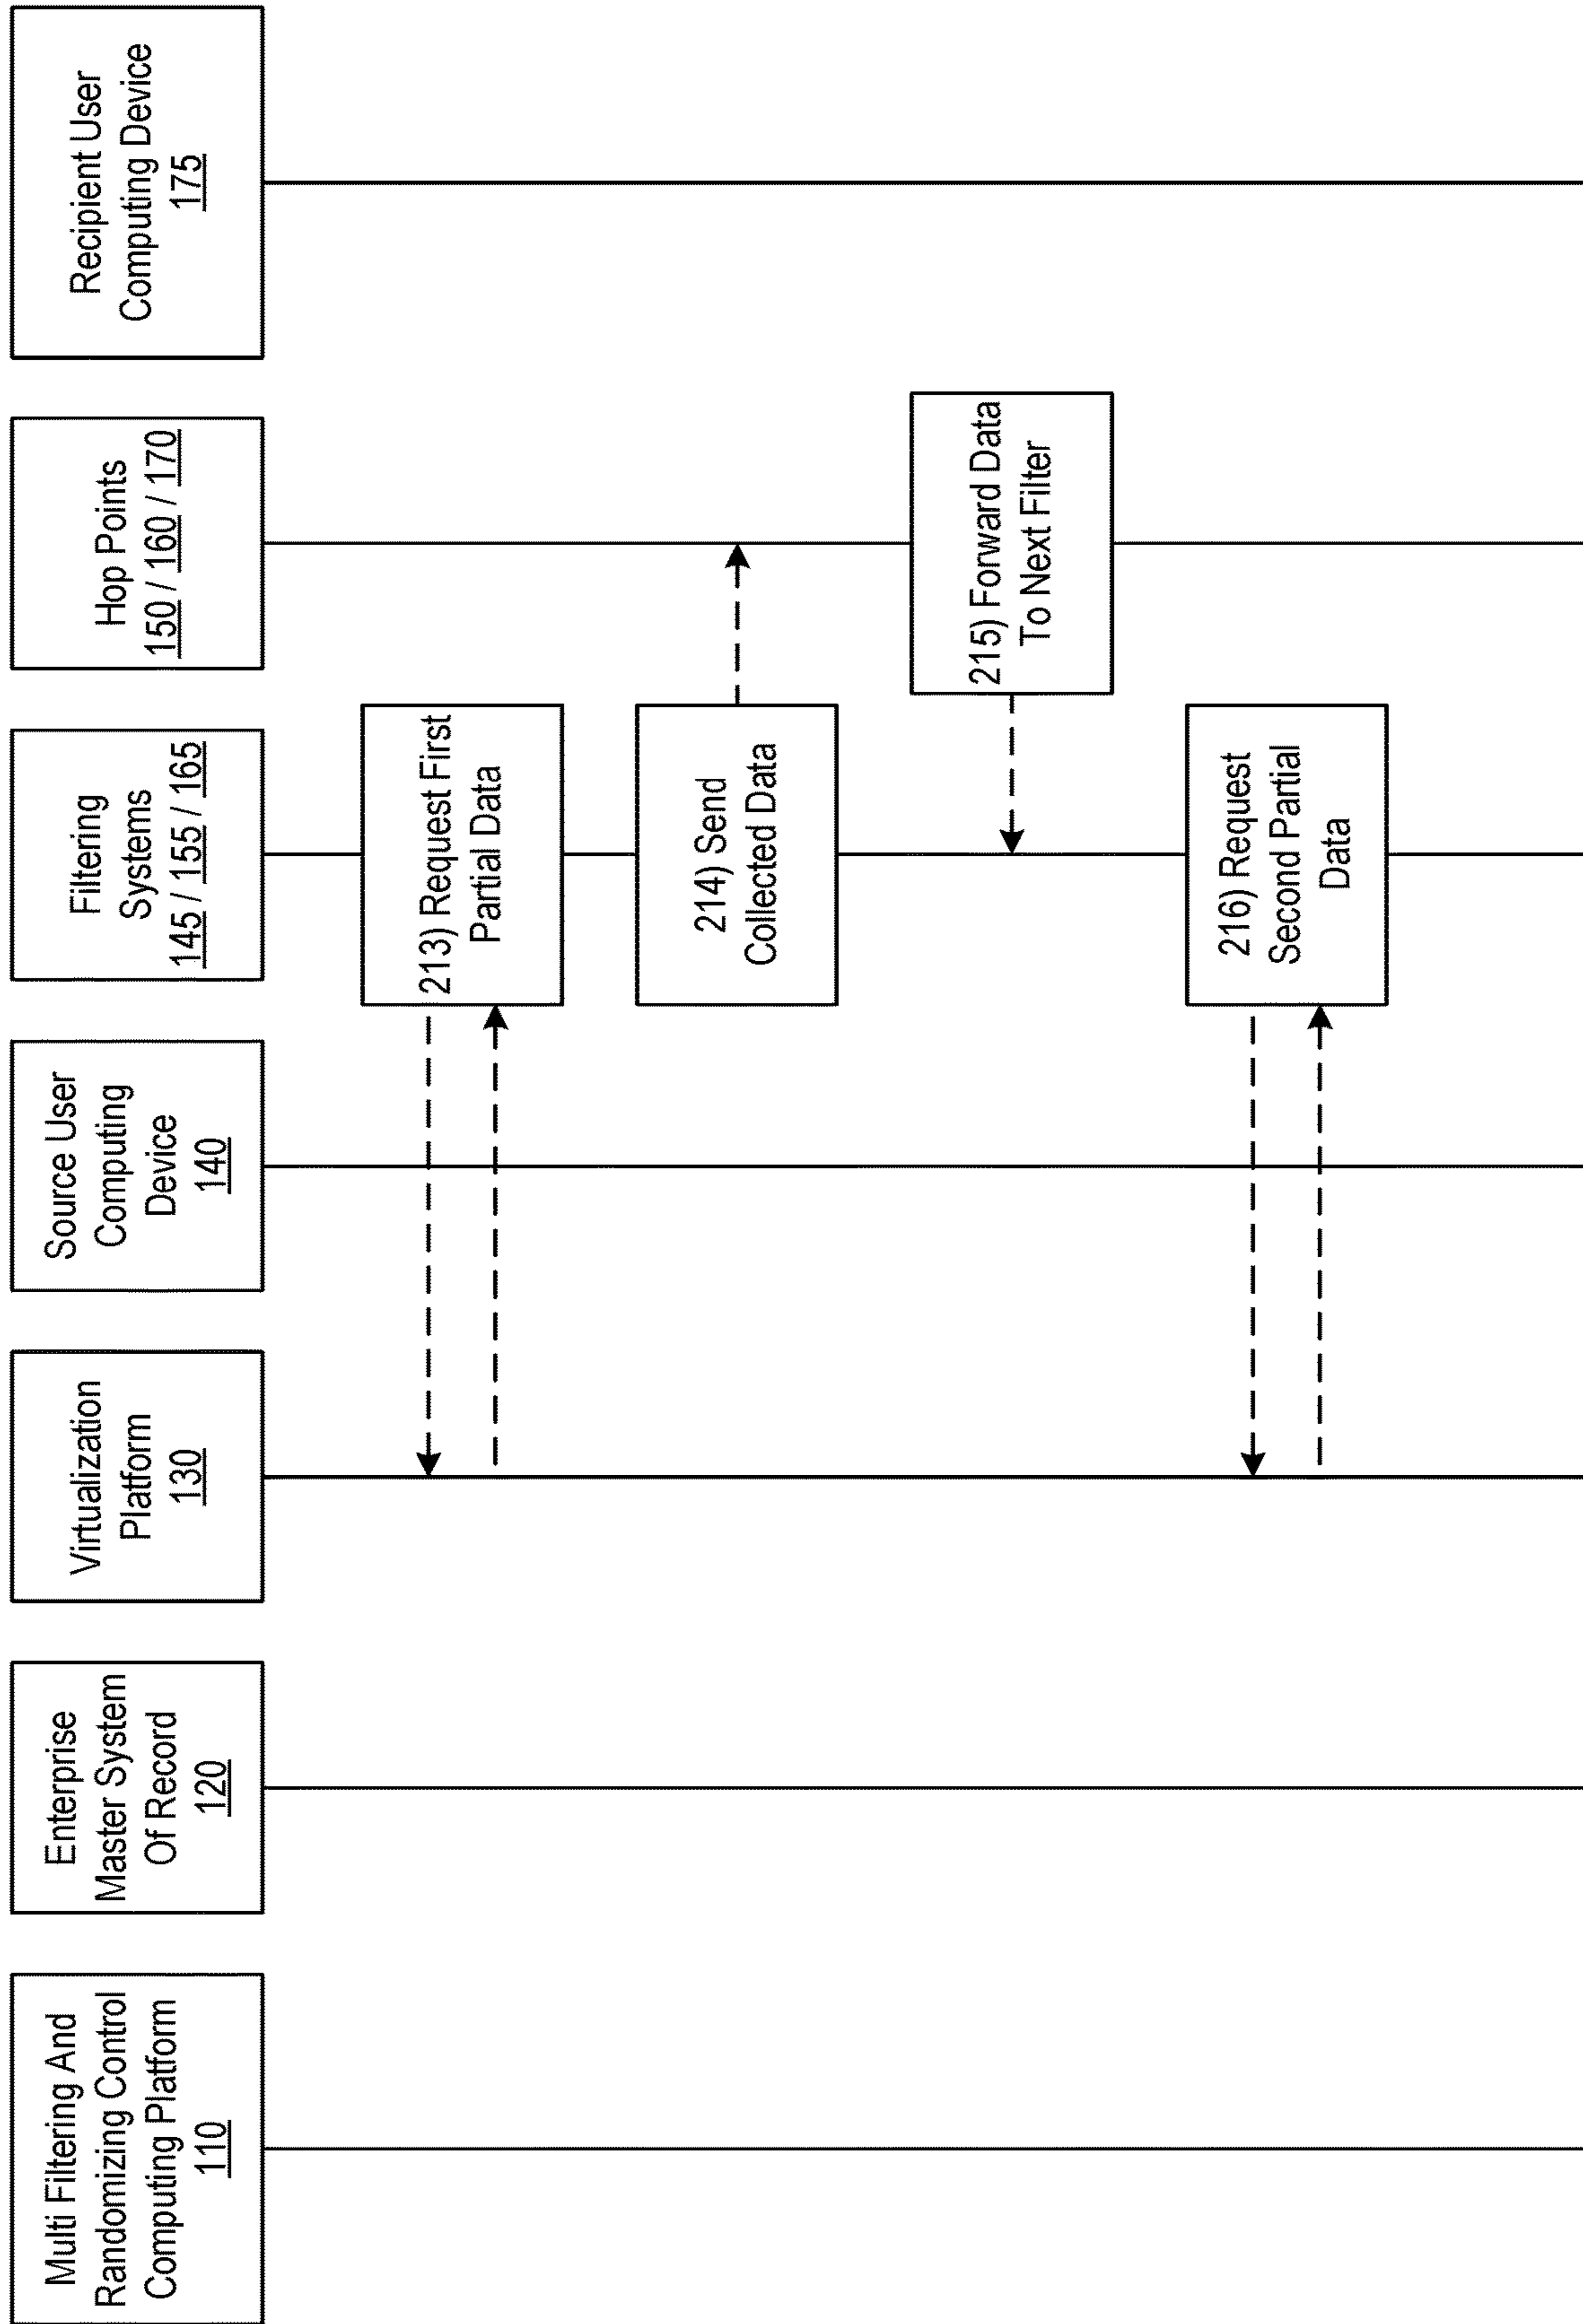 Multi Filtering And
Randomizing Control
Computing Platform
110
Enterprise
Master System
Of Record
120
Virtualization
Platform
130
Source User
Computing
Device
140
Filtering
Systems
145 / 155 / 165
Hop Points
150 / 160 / 170
Recipient User
Computing Device
175
213) Request First
Partial Data
214) Send
Collected Data
215) Forward Data
To Next Filter
216) Request
Second Partial
Data